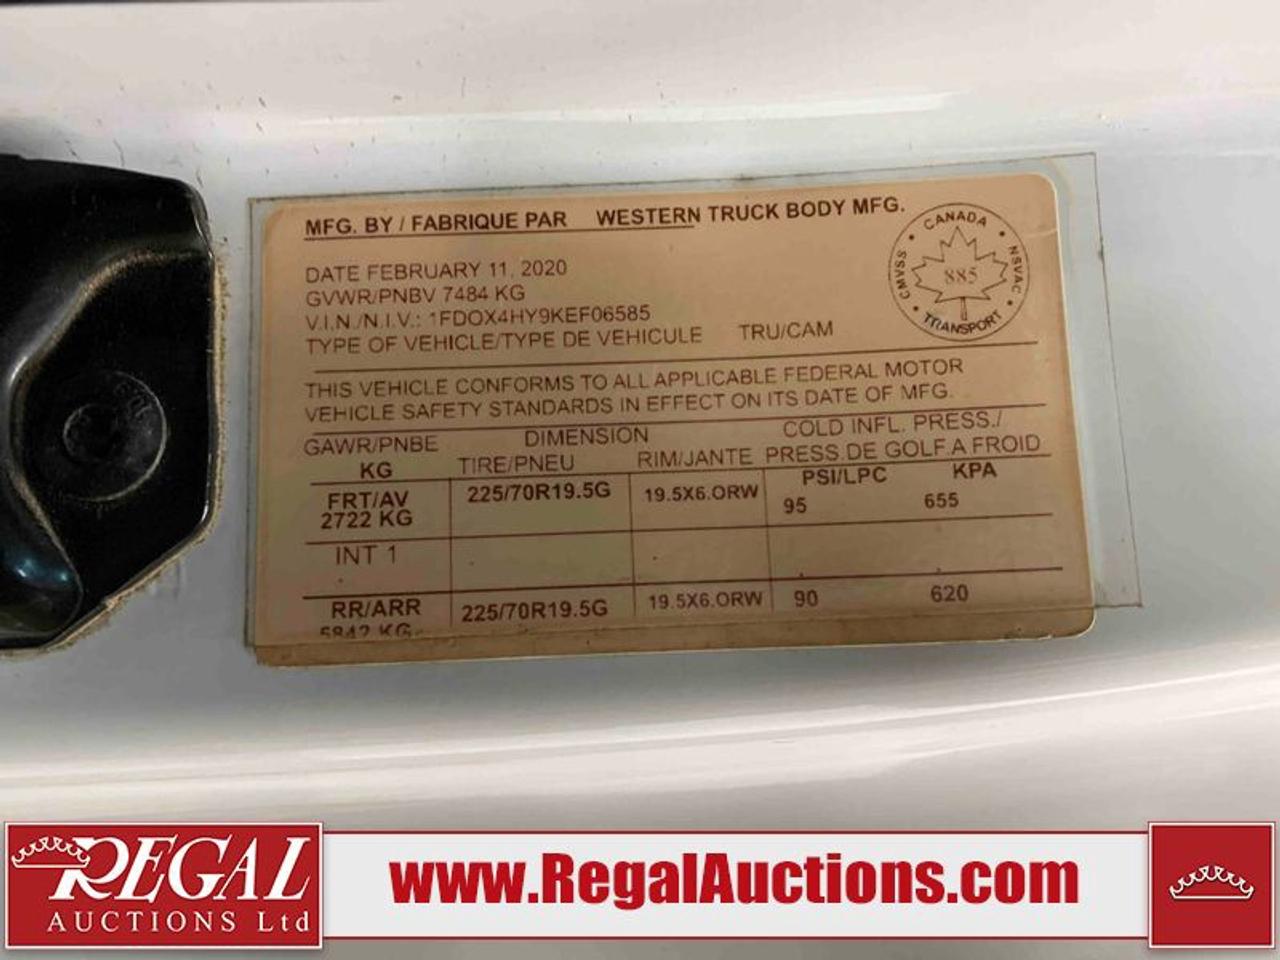 MFG. BY / FABRIQUE PAR WESTERN TRUCK BODY MFG.
DATE FEBRUARY 11, 2020
GVWR/PNBV 7484 KG
V.I.N./N.I.V.: 1FDOX4HY9KEF06585
TYPE OF VEHICLE/TYPE DE VEHICULE TRU/CAM
CANADA
CMVSS
NSVAC
885
TRANSPORT
THIS VEHICLE CONFORMS TO ALL APPLICABLE FEDERAL MOTOR
VEHICLE SAFETY STANDARDS IN EFFECT ON ITS DATE OF MFG.
GAWR/PNBE DIMENSION COLD INFL. PRESS./
KG TIRE/PNEU RIM/JANTE PRESS.DE GOLF.A FROID
PSI/LPC KPA
FRT/AV 225/70R19.5G 19.5X6.ORW 95 655
2722 KG
INT 1
RR/ARR 225/70R19.5G 19.5X6.ORW 90 620
5842 KG
REGAL
AUCTIONS Ltd
www.RegalAuctions.com